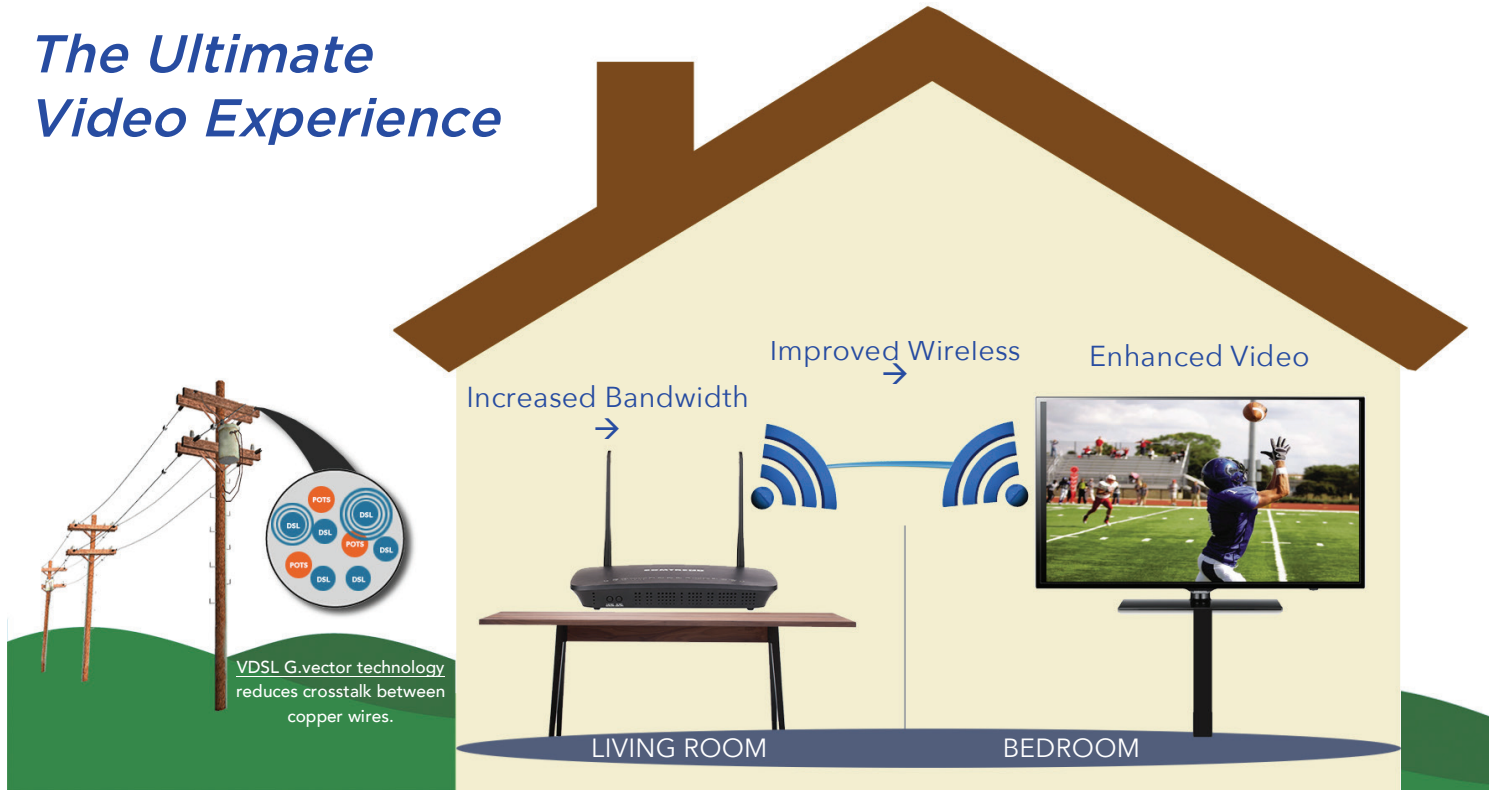 The Ultimate
Video Experience
Improved Wireless
→
Enhanced Video
Increased Bandwidth
→
POTS
DSL
DSL
DSL
POTS
DSL
POTS
DSL
DSL
COMTREND
VDSL G.vector technology
reduces crosstalk between
copper wires.
LIVING ROOM
BEDROOM